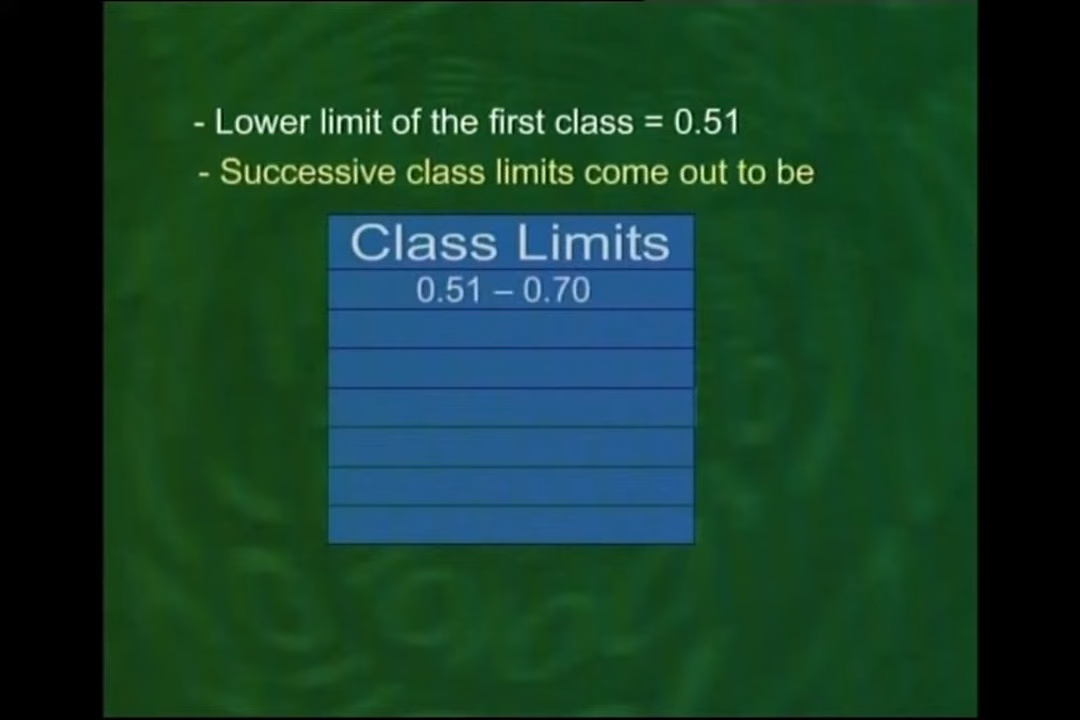 - Lower limit of the first class = 0.51
- Successive class limits come out to be
Class Limits
0.51 – 0.70